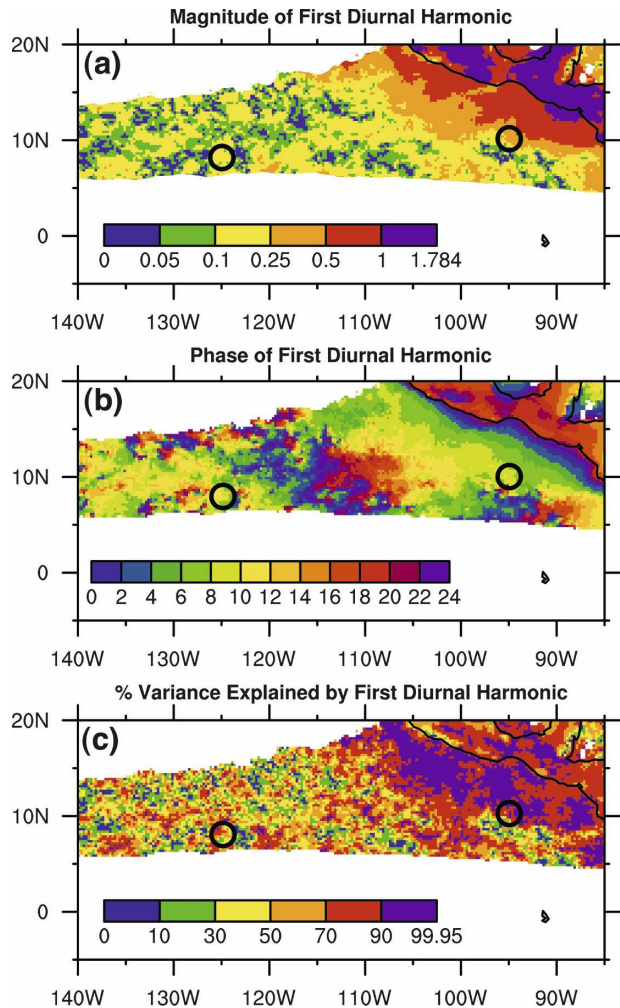 Magnitude of First Diurnal Harmonic
20N
(a)
10N
0
0 0.05 0.1 0.25 0.5 1 1.784
140W 130W 120W 110W 100W 90W
Phase of First Diurnal Harmonic
20N
(b)
10N
0
0 2 4 6 8 10 12 14 16 18 20 22 24
140W 130W 120W 110W 100W 90W
% Variance Explained by First Diurnal Harmonic
20N
(c)
10N
0
0 10 30 50 70 90 99.95
140W 130W 120W 110W 100W 90W